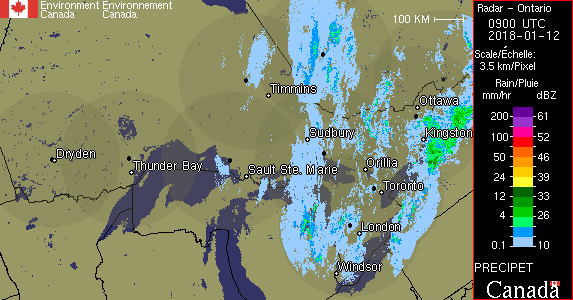 Environment Environnement
Canada Canada
100 KM
Radar - Ontario
0900 UTC
2018-01-12
Scale/Échelle:
3.5 km/Pixel
Rain/Pluie
mm/hr dBZ
200 61
100 52
50 46
24 39
12 33
4 26
0.1 10
PRECIPET
Canada
Timmins
Ottawa
Sudbury
Kingston
Dryden
Thunder Bay
Sault Ste. Marie
Orillia
Toronto
London
Windsor